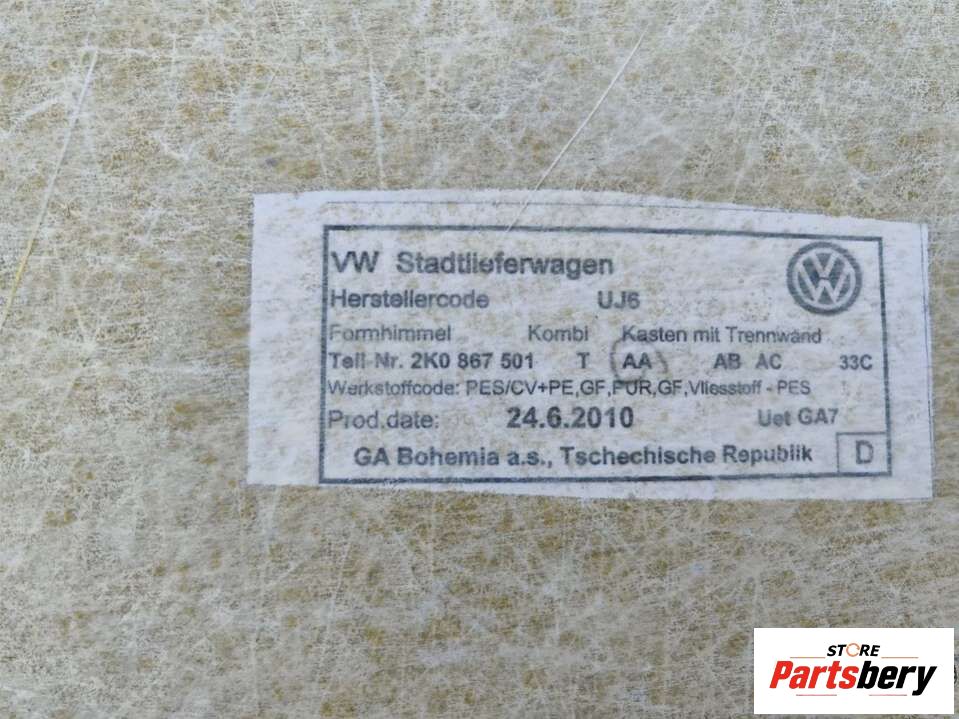 VW Stadtlieferwagen
Herstellercode UJ6
Formhimmel Kombi Kasten mit Trennwand
Teil Nr. 2K0 867 501 T AA AB AC 33C
Werkstoffcode: PES/CV+PE,GF,PUR,GF,Vliesstoff - PES
Prod.date: 24.6.2010 Uet GA7
GA Bohemia a.s., Tschechische Republik D
STORE
Partsbery